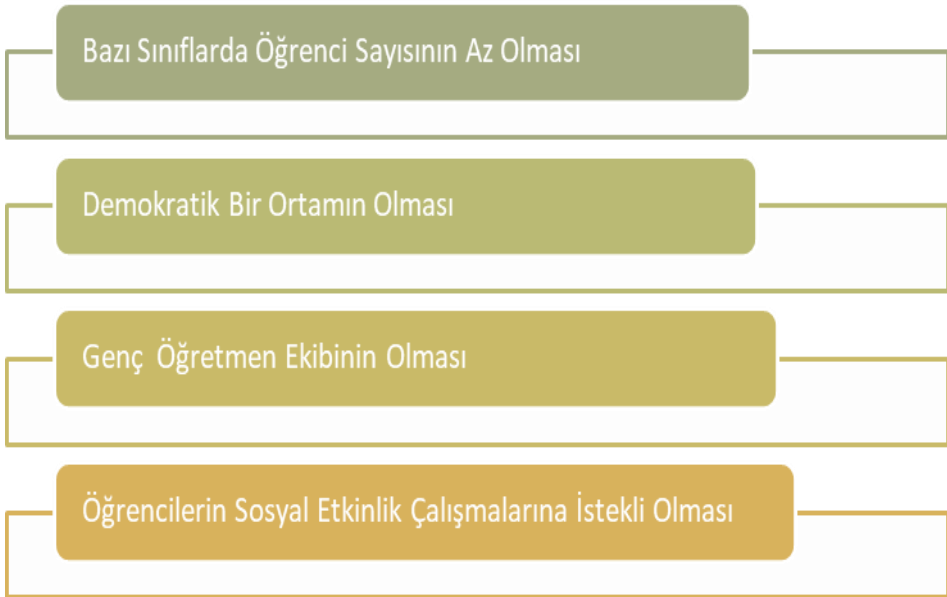 Bazı Sınıflarda Öğrenci Sayısının Az Olması
Demokratik Bir Ortamın Olması
Genç Öğretmen Ekibinin Olması
Öğrencilerin Sosyal Etkinlik Çalışmalarına İstekli Olması